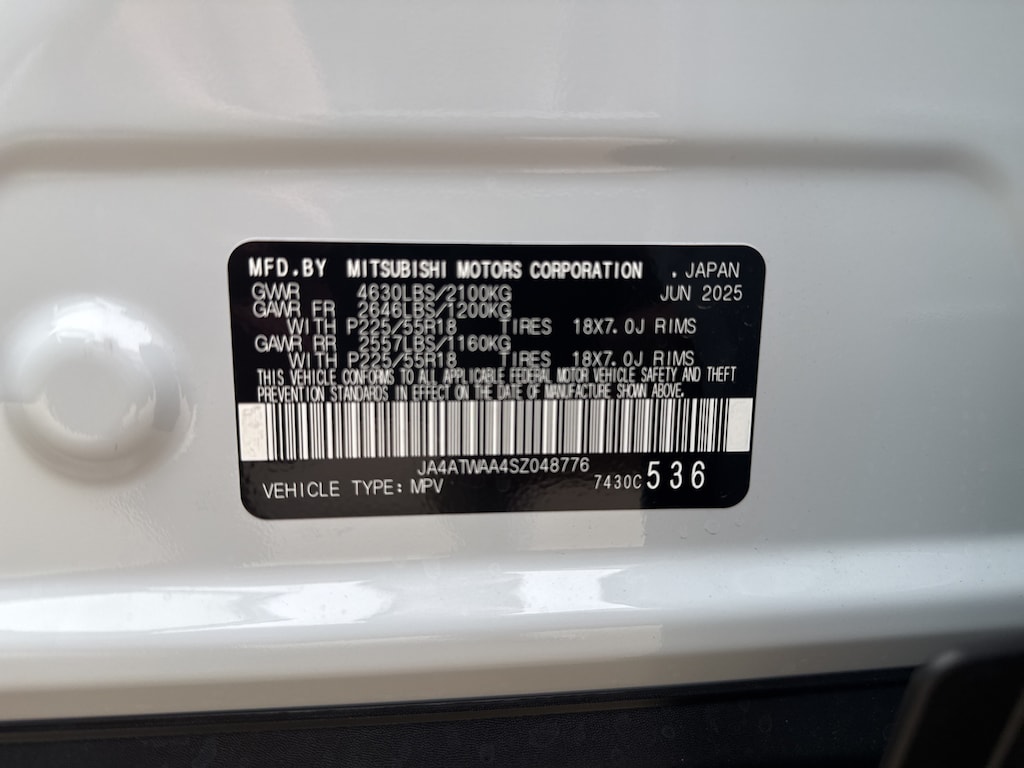 MFD.BY MITSUBISHI MOTORS CORPORATION . JAPAN
GVWR 4630LBS/2100KG JUN 2025
GAWR FR 2646LBS/1200KG
WITH P225/55R18 TIRES 18X7.0J RIMS
GAWR RR 2557LBS/1160KG
WITH P225/55R18 TIRES 18X7.0J RIMS
THIS VEHICLE CONFORMS TO ALL APPLICABLE FEDERAL MOTOR VEHICLE SAFETY AND THEFT
PREVENTION STANDARDS IN EFFECT ON THE DATE OF MANUFACTURE SHOWN ABOVE.
JA4ATWAA4SZ048776
VEHICLE TYPE: MPV 7430C 536